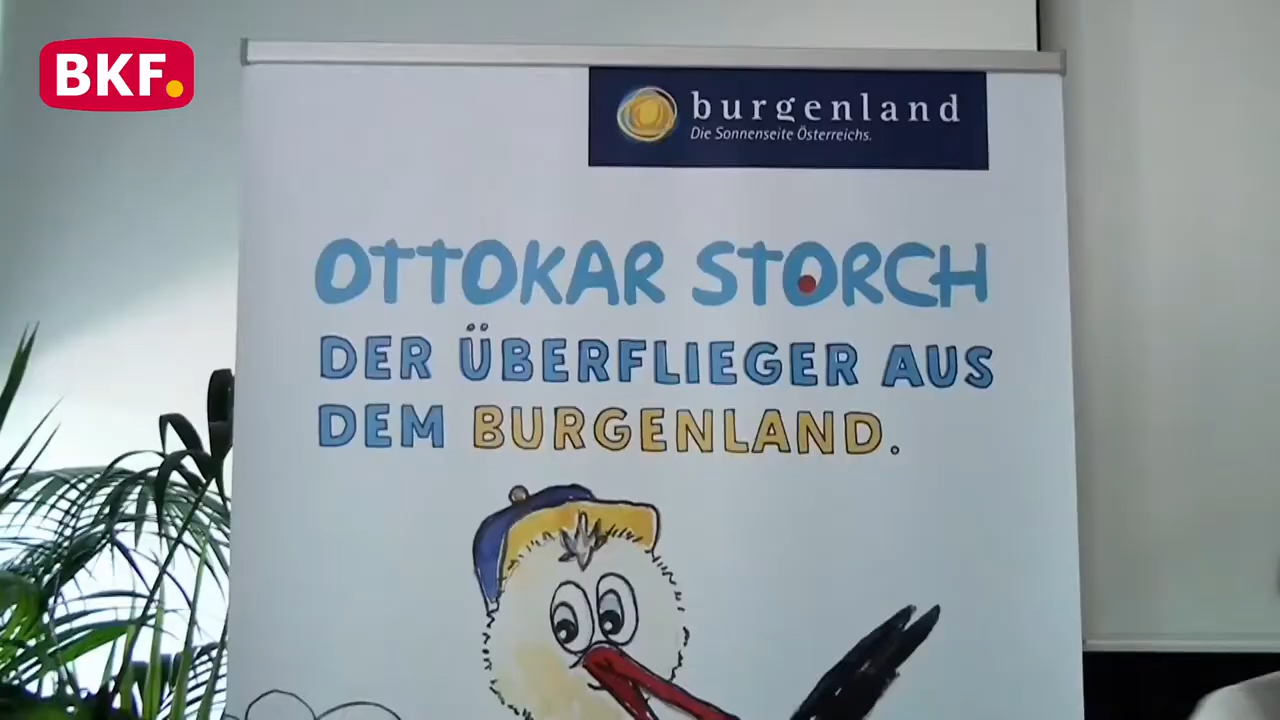 BKF.
burgenland
Die Sonnenseite Österreichs.
OTTOKAR STORCH
DER ÜBERFLIEGER AUS
DEM BURGENLAND.